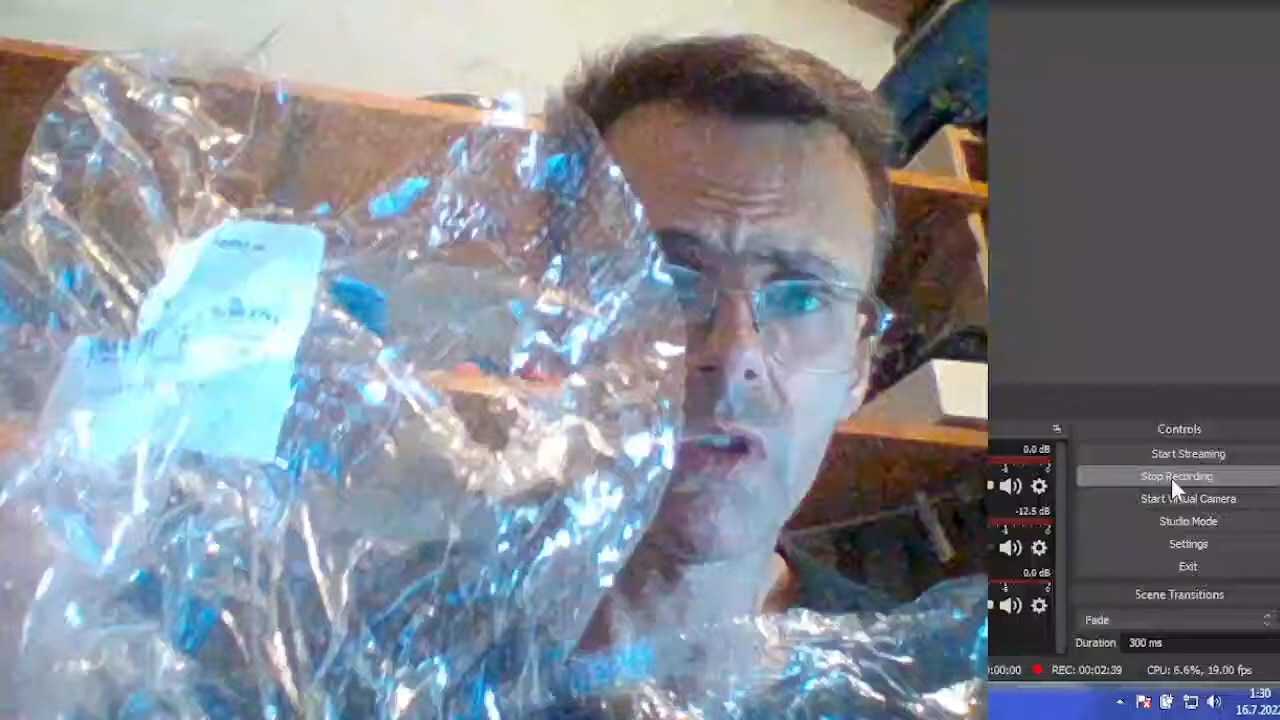 Controls
0.0 dB
Start Streaming
Stop Recording
Start Virtual Camera
-12.5 dB
Studio Mode
Settings
Exit
0.0 dB
Scene Transitions
Fade
Duration
300 ms
REC: 00:02:39
CPU: 6.6%, 19.00 fps
1:30